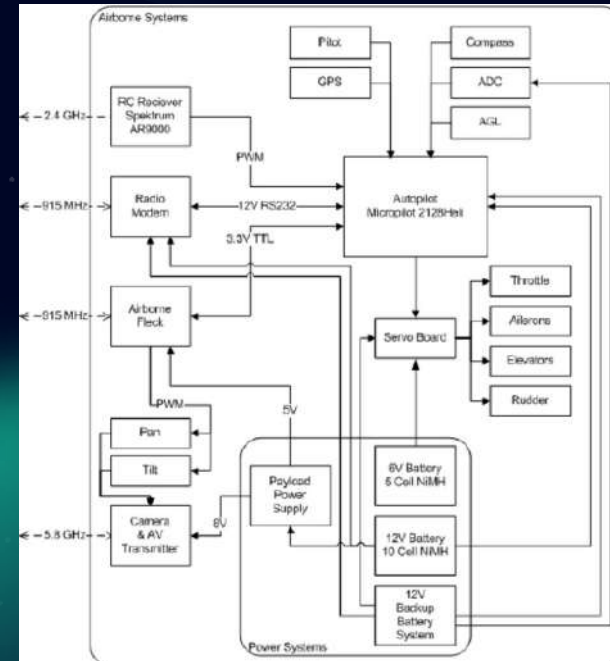 Airborne Systems
Pitot
GPS
Compass
ADC
AGL
RC Reciever
Spektrum
AR9000
2.4 GHz
PWM
Radio
Modem
915 MHz
12V RS232
3.3V TTL
Autopilot
Micropilot 2128Heli
Airborne
Fleck
915 MHz
Servo Board
Throttle
Ailerons
Elevators
Rudder
PWM
Pan
Tilt
5V
8V
Camera
& AV
Transmitter
5.8 GHz
Payload
Power
Supply
6V Battery
5 Cell NiMH
12V Battery
10 Cell NiMH
12V
Backup
Battery
System
Power Systems